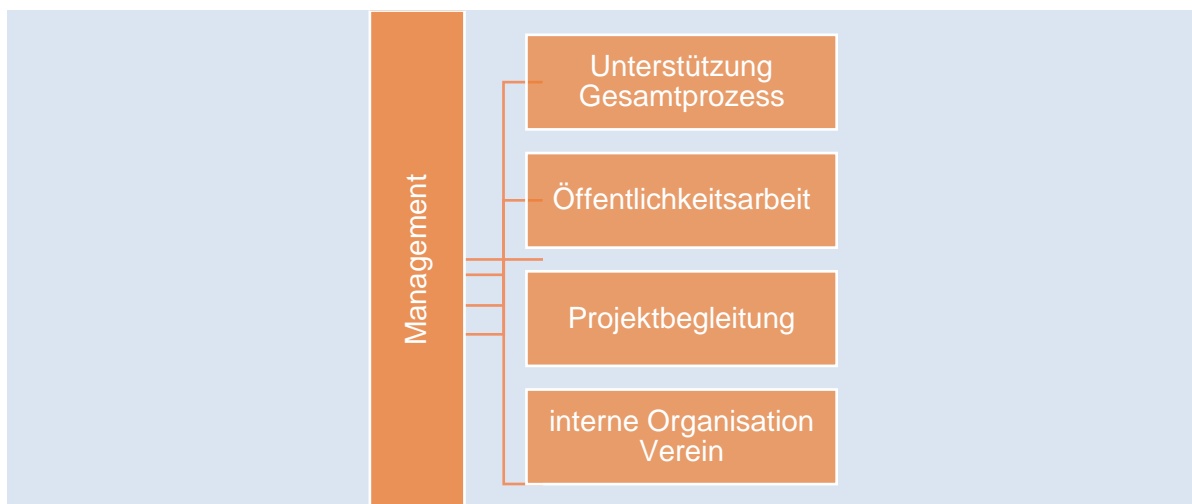 Management
Unterstützung
Gesamtprozess
Öffentlichkeitsarbeit
Projektbegleitung
interne Organisation
Verein